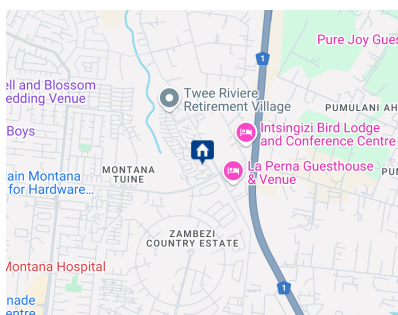 1
Pure Joy Gues
ell and Blossom
edding Venue
Twee Riviere
Retirement Village
PUMULANI AH
Boys
Intsingizi Bird Lodge
and Conference Centre
ain Montana
for Hardware...
MONTANA
TUINE
La Perna Guesthouse
& Venue
PU
ZAMBEZI
COUNTRY ESTATE
Montana Hospital
1
nade
entre